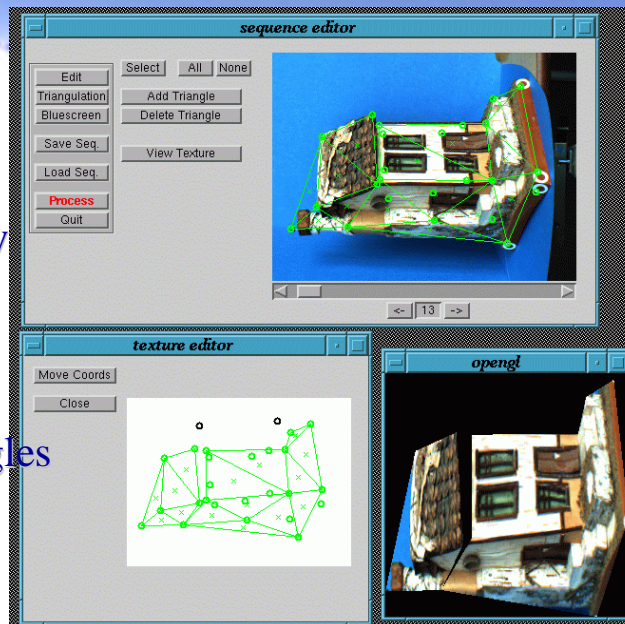 sequence editor
Edit
Select All None
Triangulation
Add Triangle
Bluescreen
Delete Triangle
Save Seq.
View Texture
Load Seq.
Process
Quit
<- 13 ->
texture editor
Move Coords
Close
opengl